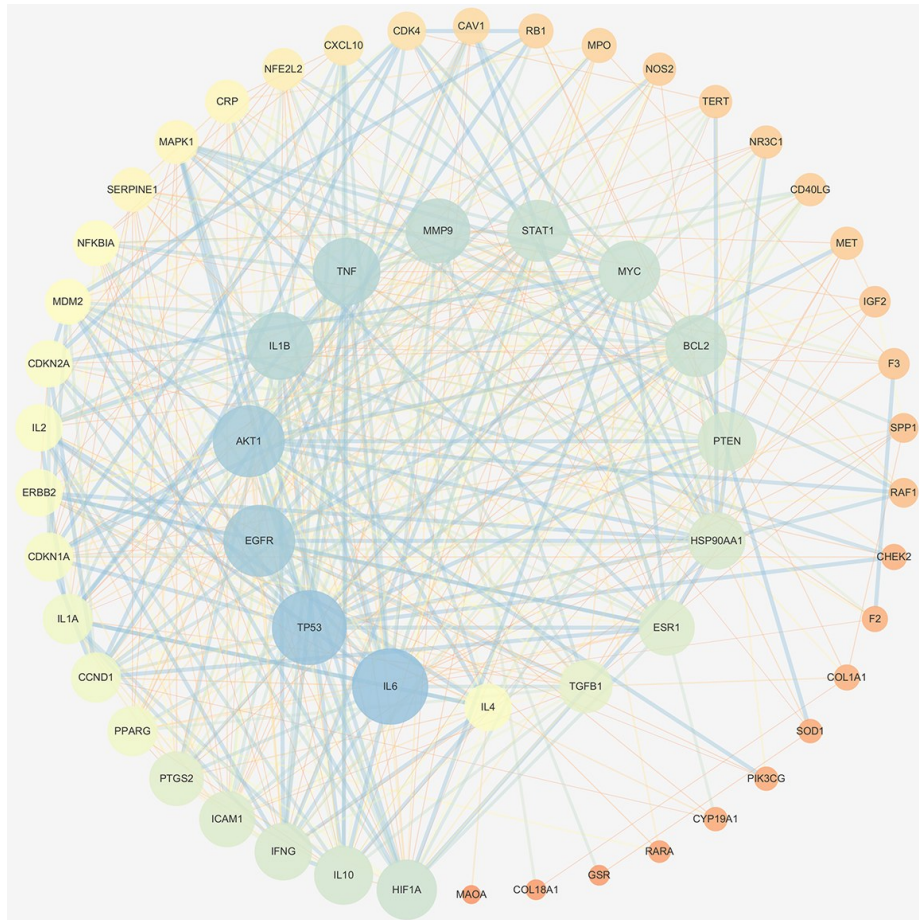 CAV1
CDK4
RB1
CXCL10
MPO
NFE2L2
NOS2
CRP
TERT
MAPK1
NR3C1
SERPINE1
CD40LG
MMP9
STAT1
NFKBIA
MET
TNF
MYC
MDM2
IGF2
IL1B
BCL2
CDKN2A
F3
IL2
SPP1
AKT1
PTEN
ERBB2
RAF1
EGFR
HSP90AA1
CDKN1A
CHEK2
IL1A
F2
TP53
ESR1
CCND1
COL1A1
IL6
TGFB1
IL4
PPARG
SOD1
PTGS2
PIK3CG
ICAM1
CYP19A1
IFNG
RARA
IL10
GSR
HIF1A
COL18A1
MAOA